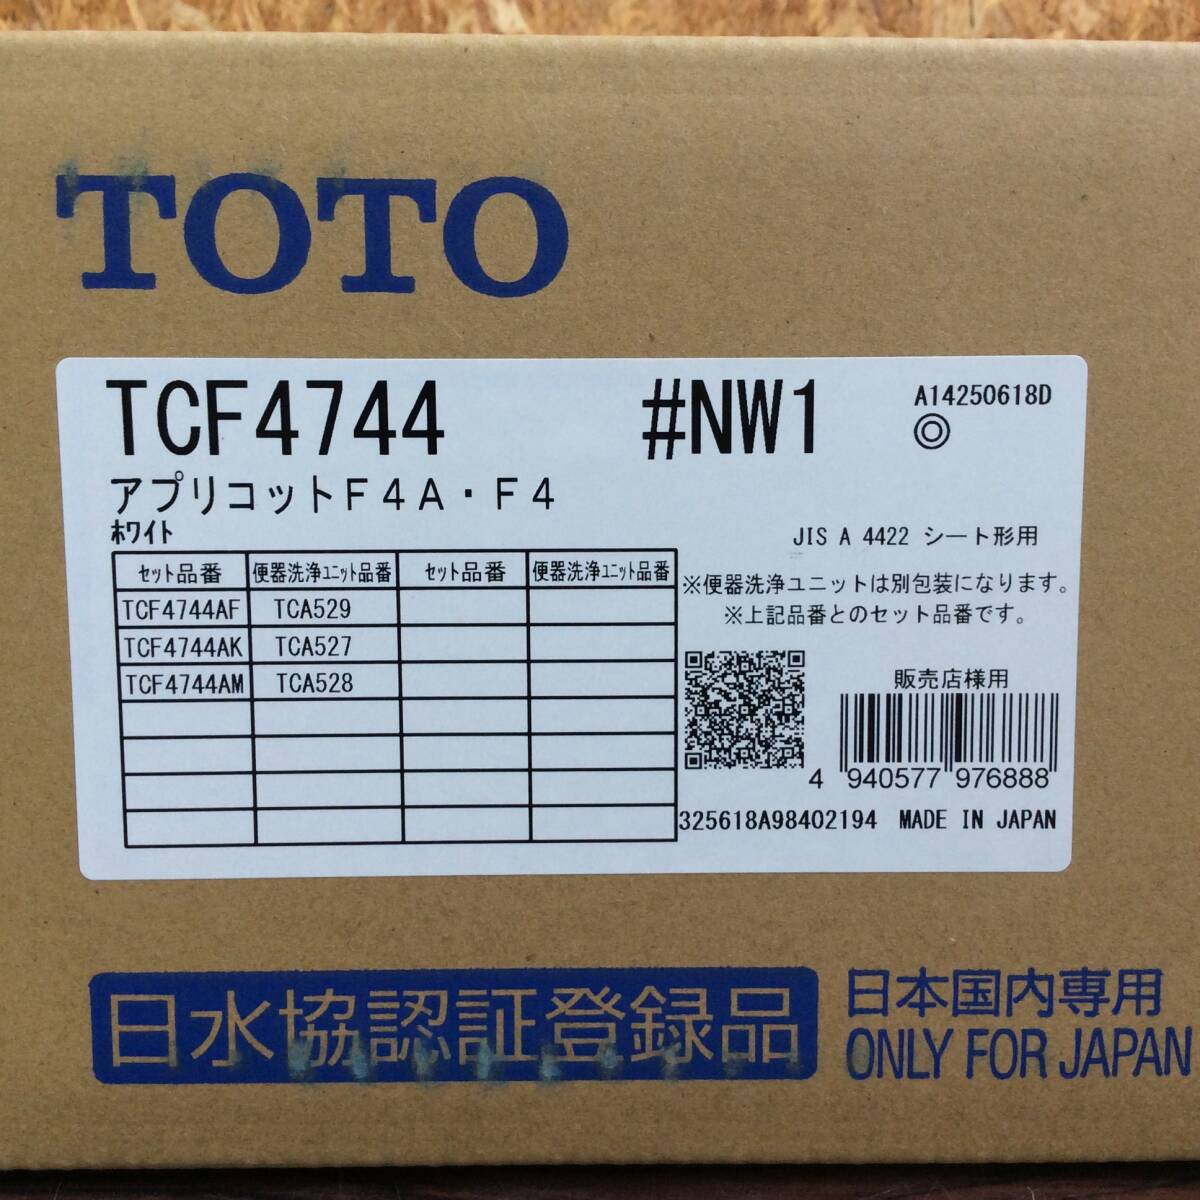 TOTO
TCF4744 #NW1 A14250618D
◎
アプリコットF4A・F4
ホワイト
JIS A 4422 シート形用
セット品番 便器洗浄ユニット品番 セット品番 便器洗浄ユニット品番
TCF4744AF TCA529
TCF4744AK TCA527
TCF4744AM TCA528
※便器洗浄ユニットは別包装になります。
※上記品番とのセット品番です。
販売店様用
4 940577 976888
325618A98402194 MADE IN JAPAN
日水協認証登録品
日本国内専用
ONLY FOR JAPAN